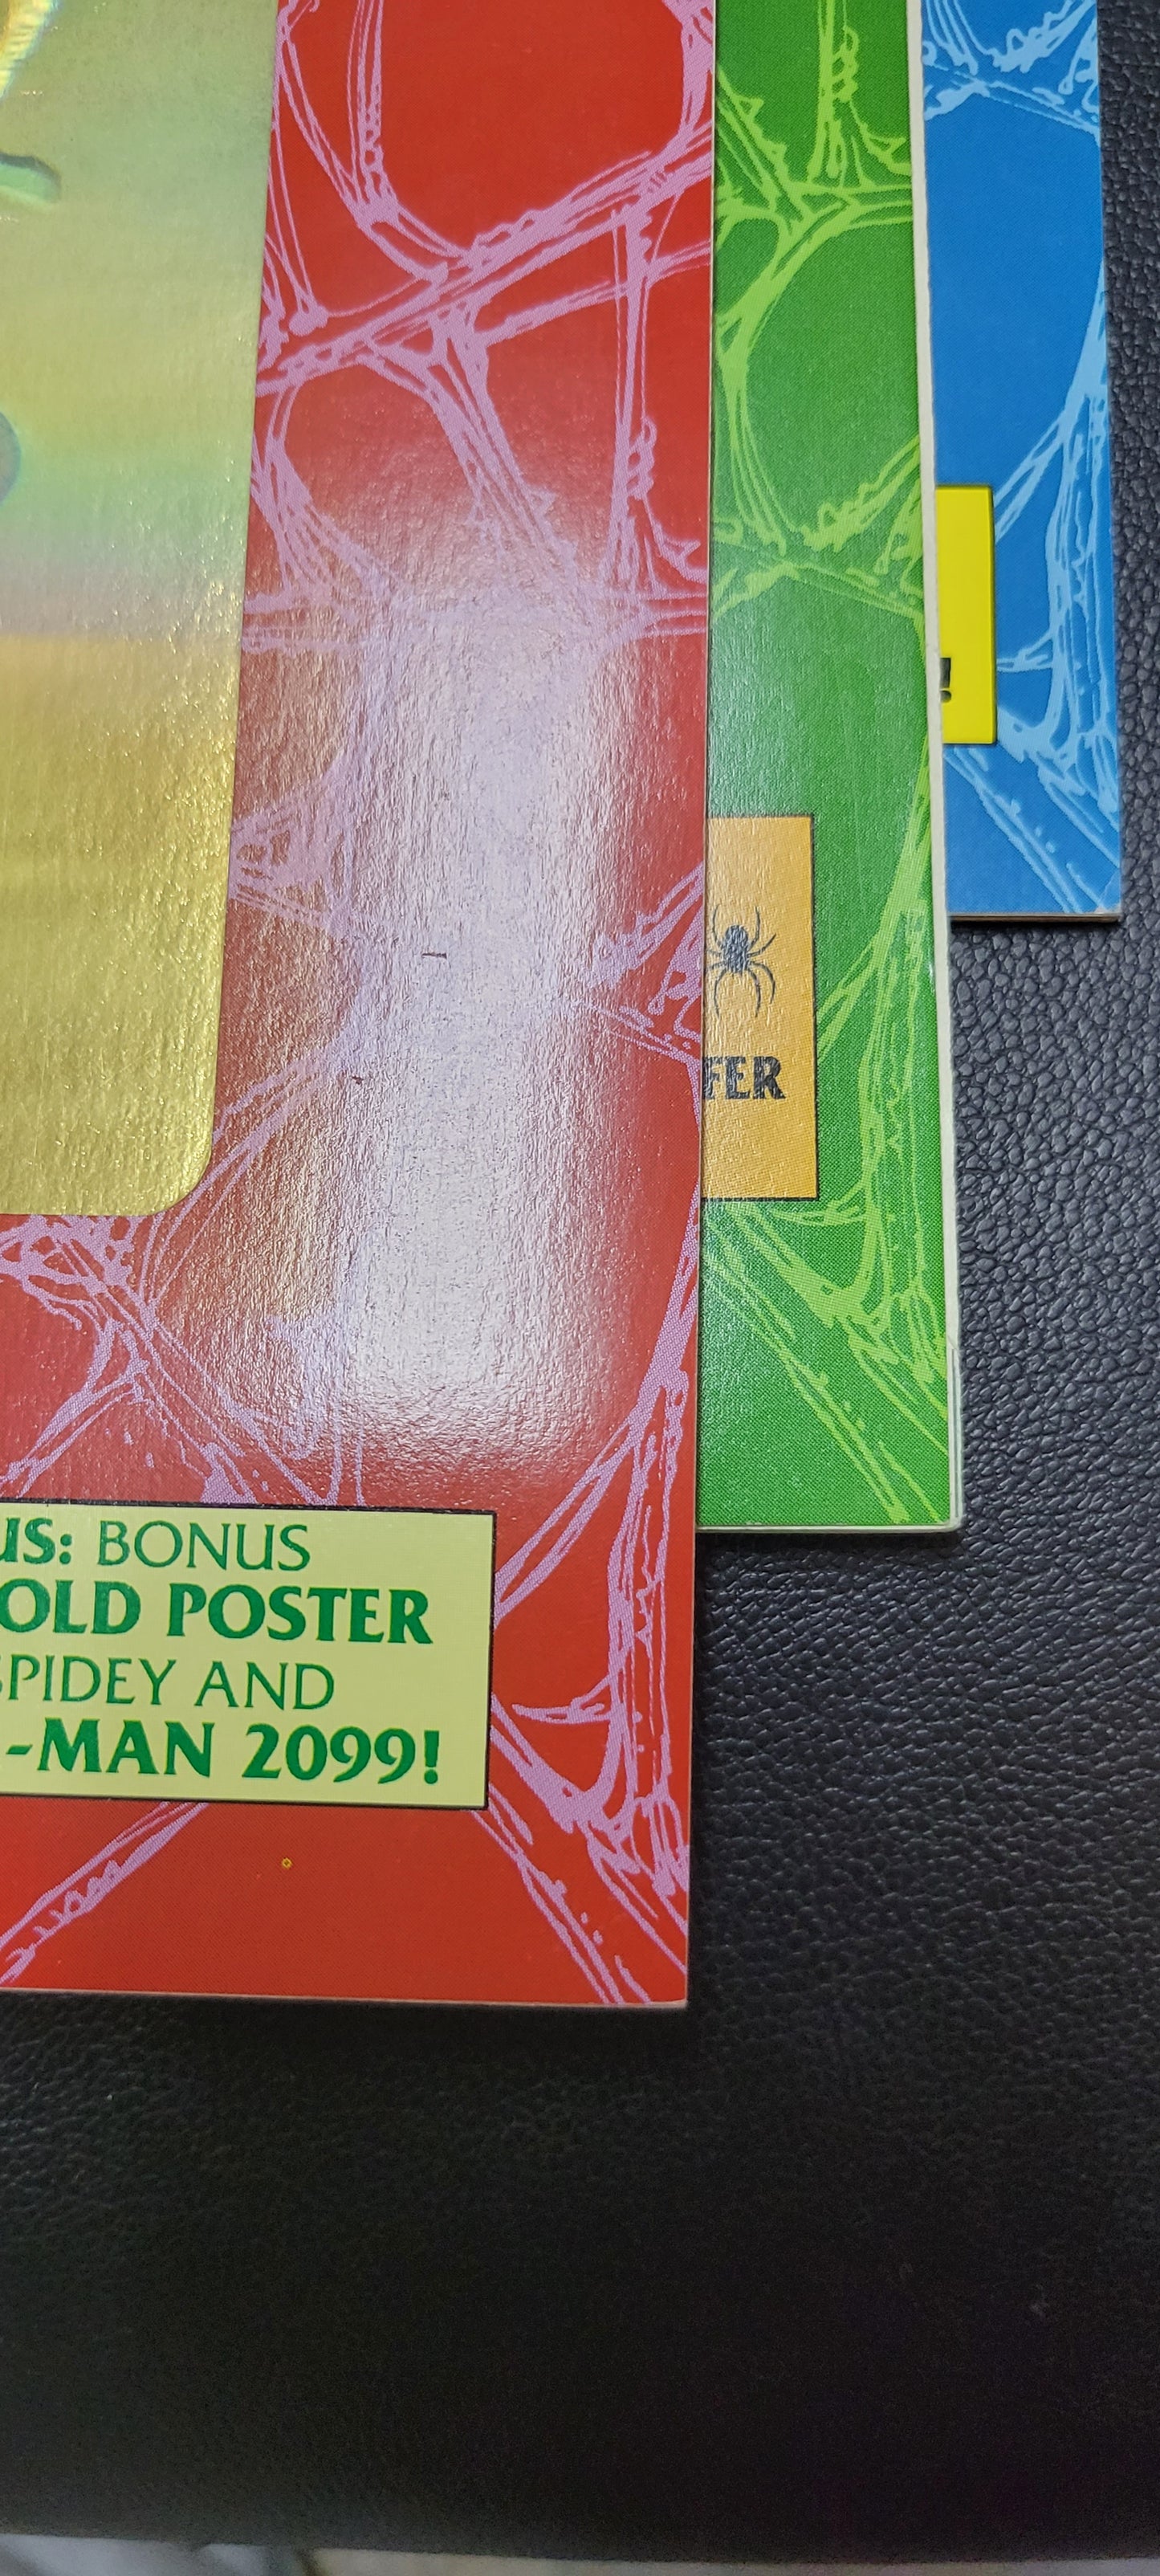 US: BONUS
OLD POSTER
SPIDEY AND
-MAN 2099!
FER
!